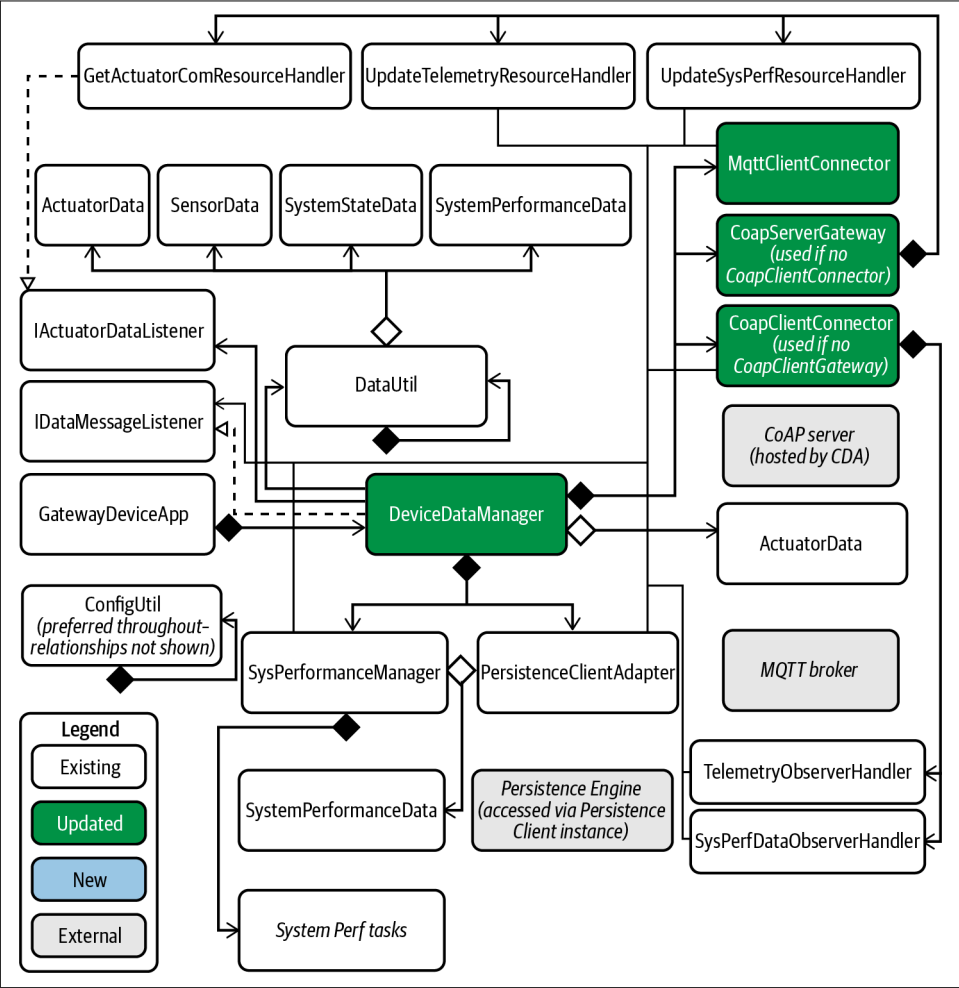 GetActuatorComResourceHandler
UpdateTelemetryResourceHandler
UpdateSysPerfResourceHandler
MqttClientConnector
ActuatorData
SensorData
SystemStateData
SystemPerformanceData
CoapServerGateway
(used if no
CoapClientConnector)
IActuatorDataListener
CoapClientConnector
(used if no
CoapClientGateway)
DataUtil
IDataMessageListener
CoAP server
(hosted by CDA)
GatewayDeviceApp
DeviceDataManager
ActuatorData
ConfigUtil
(preferred throughout–
relationships not shown)
SysPerformanceManager
PersistenceClientAdapter
MQTT broker
Legend
Existing
Updated
New
External
TelemetryObserverHandler
SystemPerformanceData
Persistence Engine
(accessed via Persistence
Client instance)
SysPerfDataObserverHandler
System Perf tasks